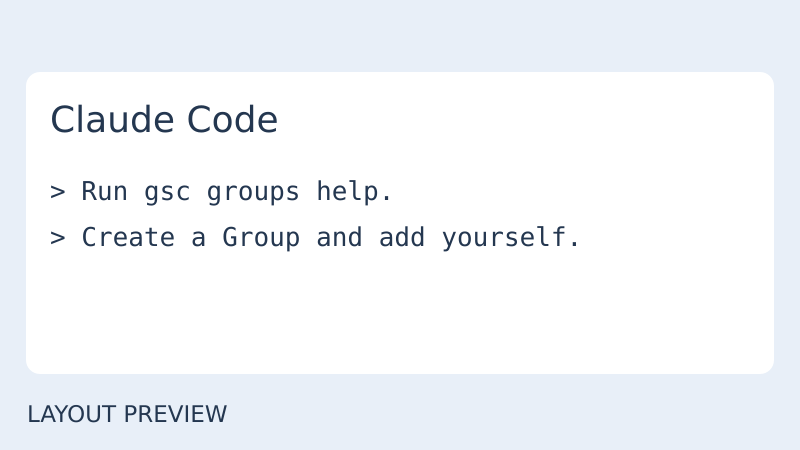 Claude Code
> Run gsc groups help.
> Create a Group and add yourself.
LAYOUT PREVIEW